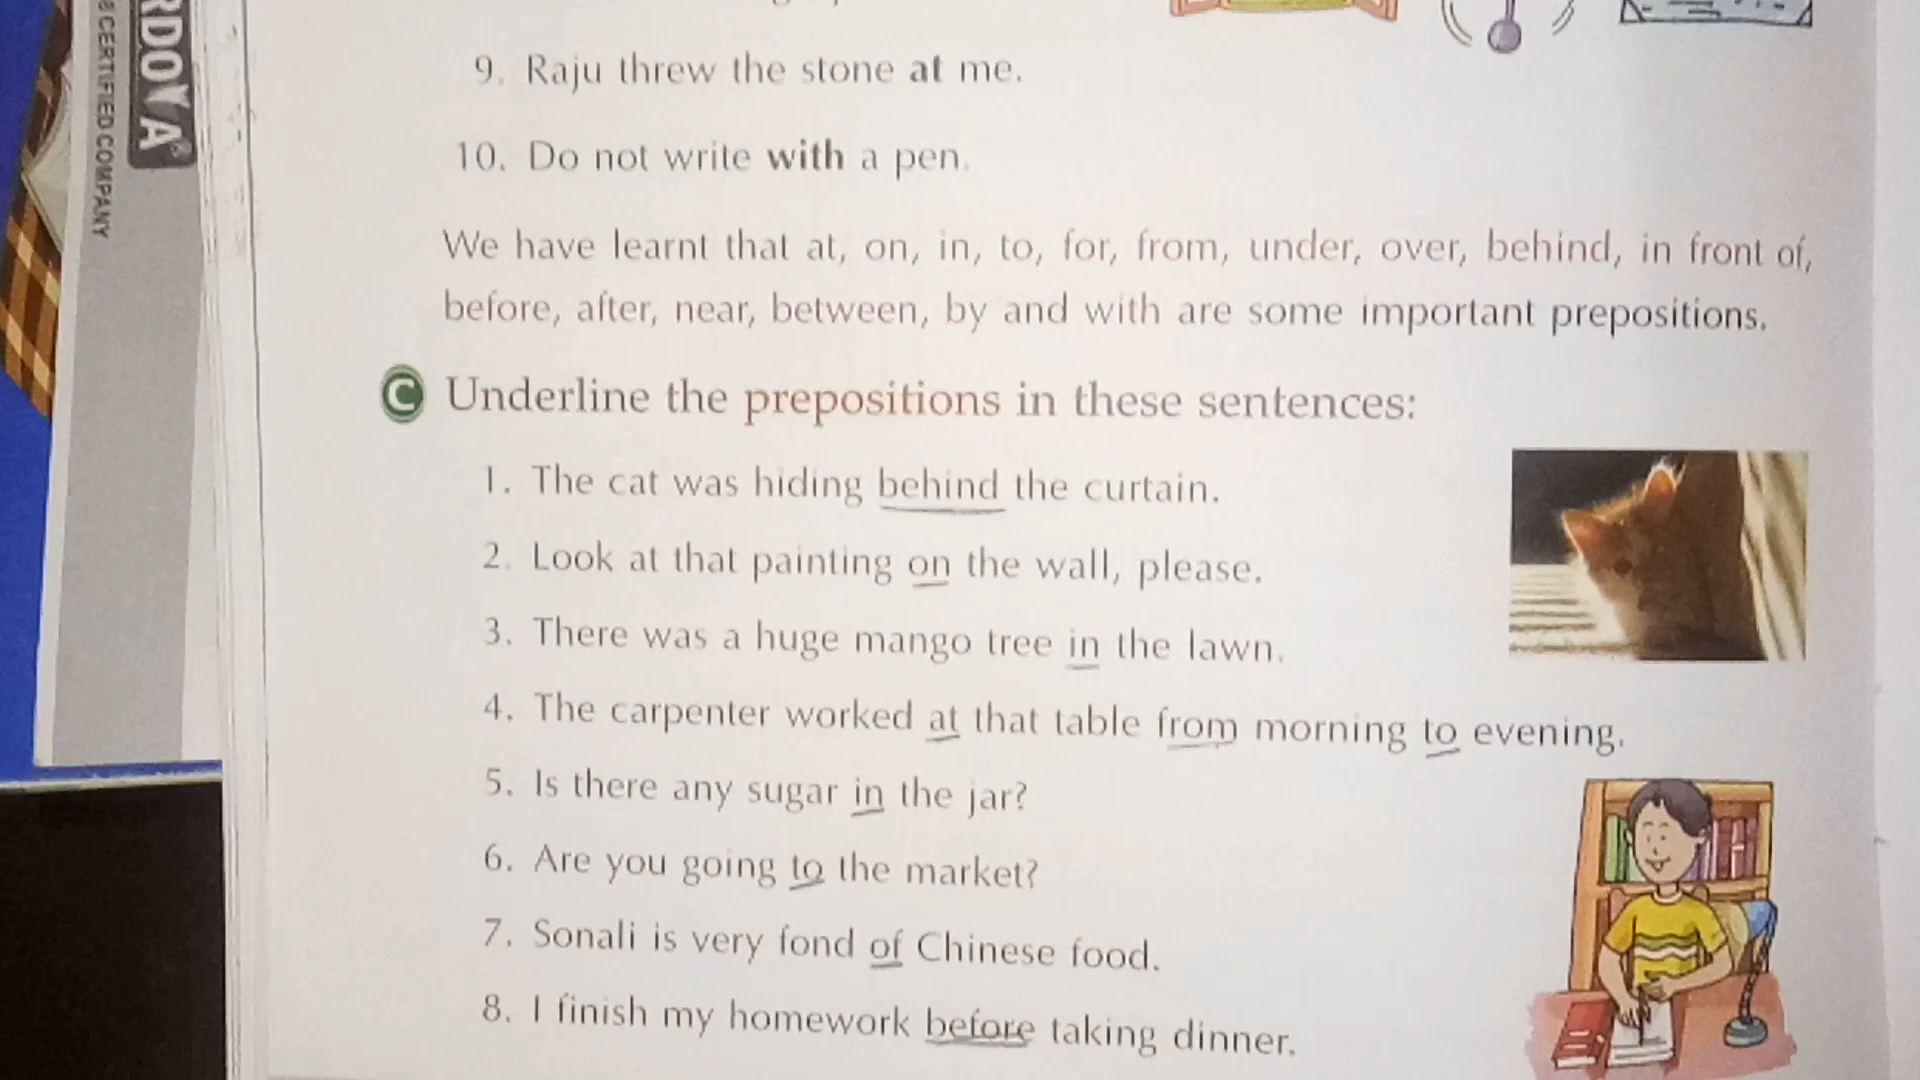 RDOVA®
CERTIFIED COMPANY
9. Raju threw the stone at me.
10. Do not write with a pen.
We have learnt that at, on, in, to, for, from, under, over, behind, in front of,
before, after, near, between, by and with are some important prepositions.
C Underline the prepositions in these sentences:
1. The cat was hiding behind the curtain.
2. Look at that painting on the wall, please.
3. There was a huge mango tree in the lawn.
4. The carpenter worked at that table from morning to evening.
5. Is there any sugar in the jar?
6. Are you going to the market?
7. Sonali is very fond of Chinese food.
8. I finish my homework before taking dinner.